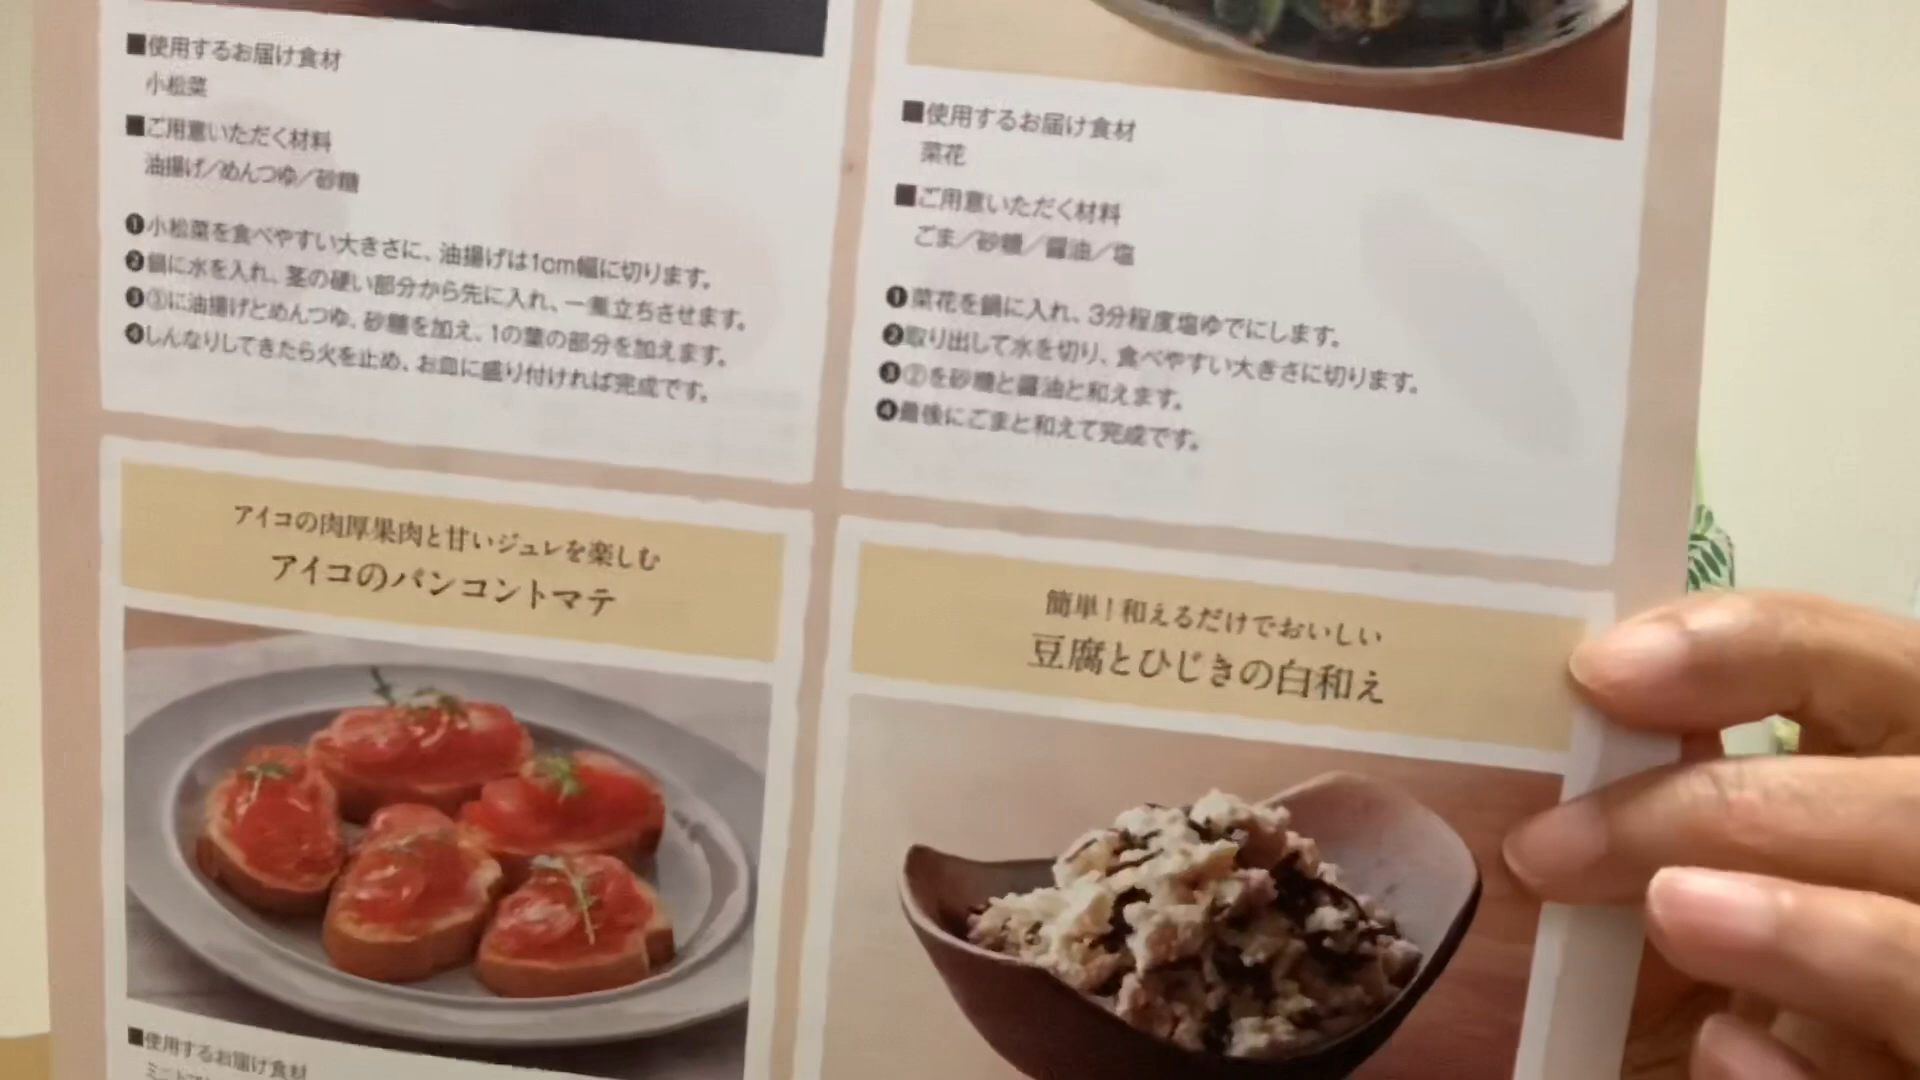 ■使用するお届け食材
小松菜
■ご用意いただく材料
油揚げ／めんつゆ／砂糖
❶小松菜を食べやすい大きさに、油揚げは1cm幅に切ります。
❷鍋に水を入れ、茎の硬い部分から先に入れ、一煮立ちさせます。
❸③に油揚げとめんつゆ、砂糖を加え、1の葉の部分を加えます。
❹しんなりしてきたら火を止め、お皿に盛り付ければ完成です。
■使用するお届け食材
菜花
■ご用意いただく材料
ごま／砂糖／醤油／塩
❶菜花を鍋に入れ、3分程度塩ゆでにします。
❷取り出して水を切り、食べやすい大きさに切ります。
❸②を砂糖と醤油と和えます。
❹最後にごまと和えて完成です。
アイコの肉厚果肉と甘いジュレを楽しむ
アイコのパンコントマテ
簡単！和えるだけでおいしい
豆腐とひじきの白和え
■使用するお届け食材